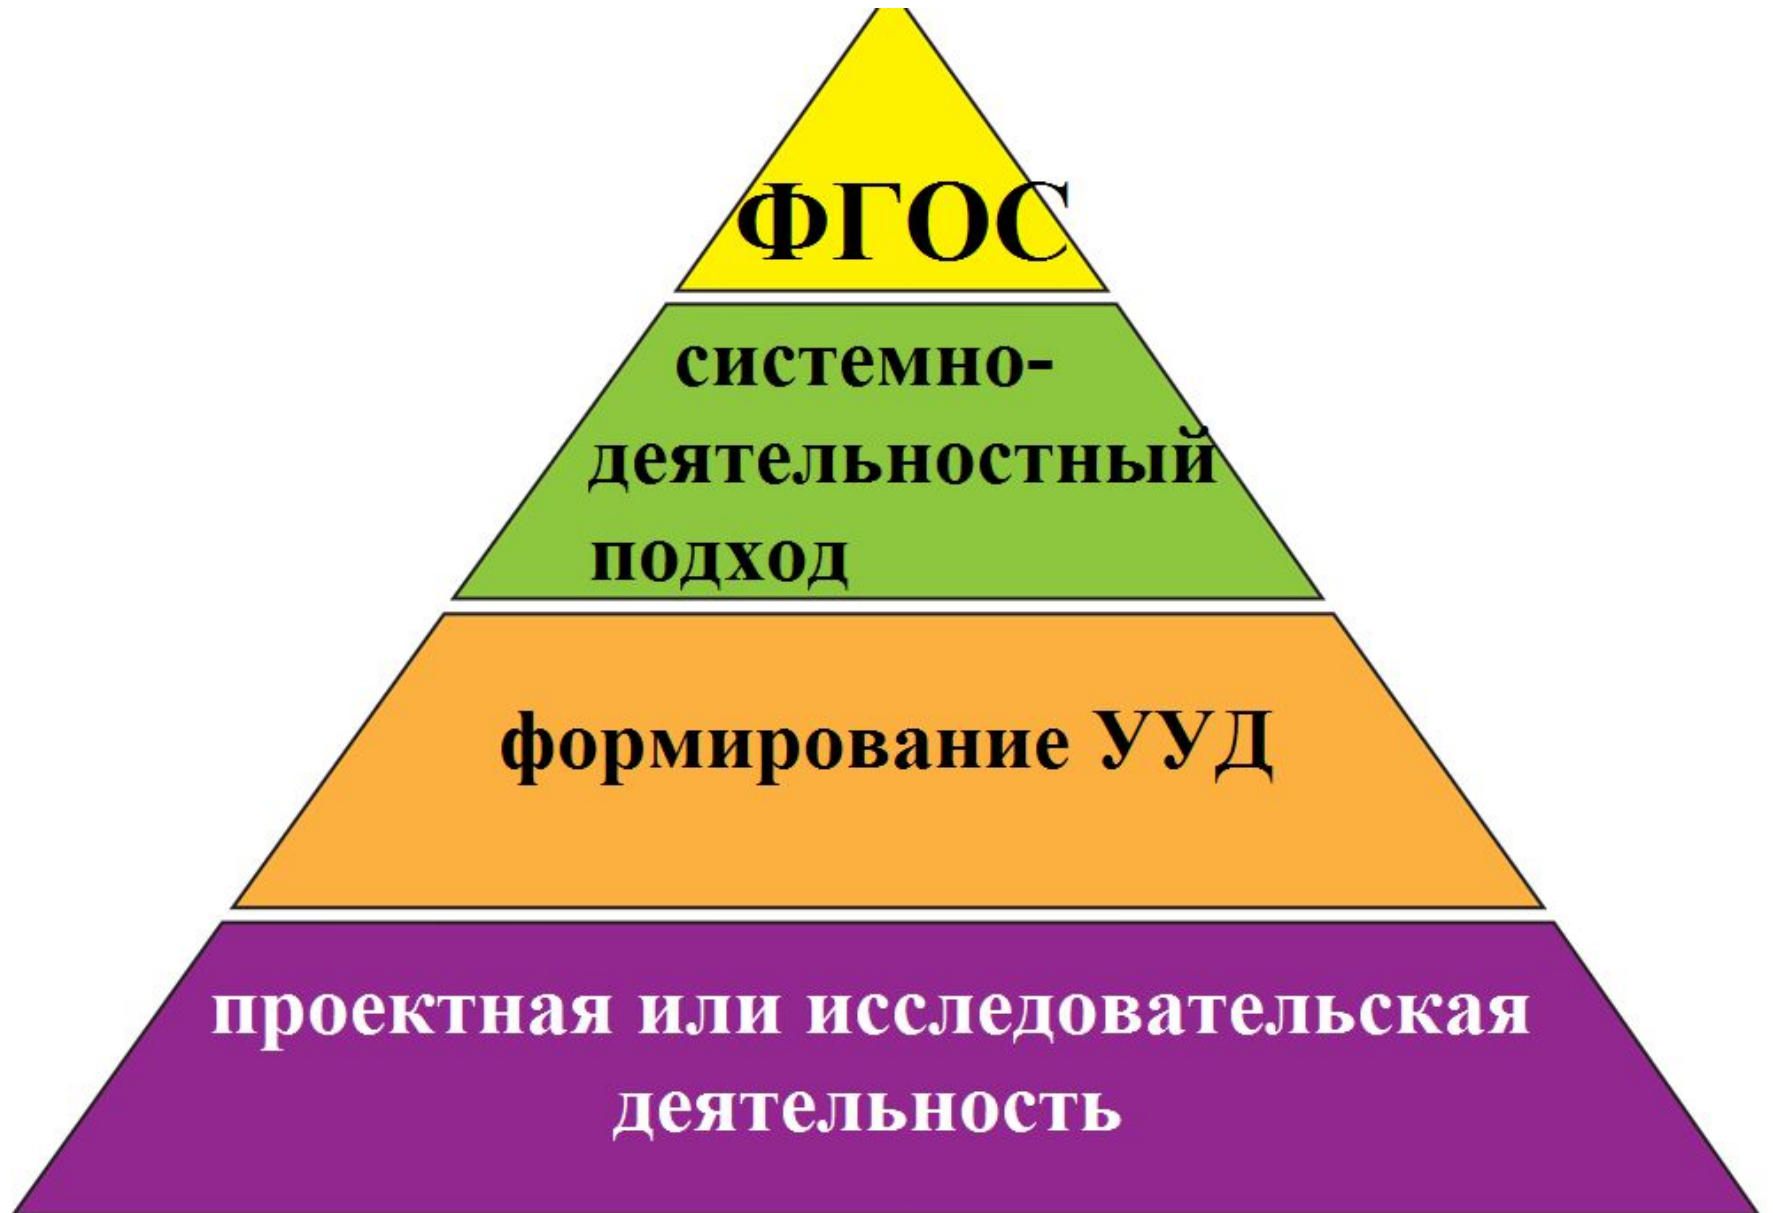 ФГОС
системно-
деятельностный
подход
формирование УУД
проектная или исследовательская
деятельность